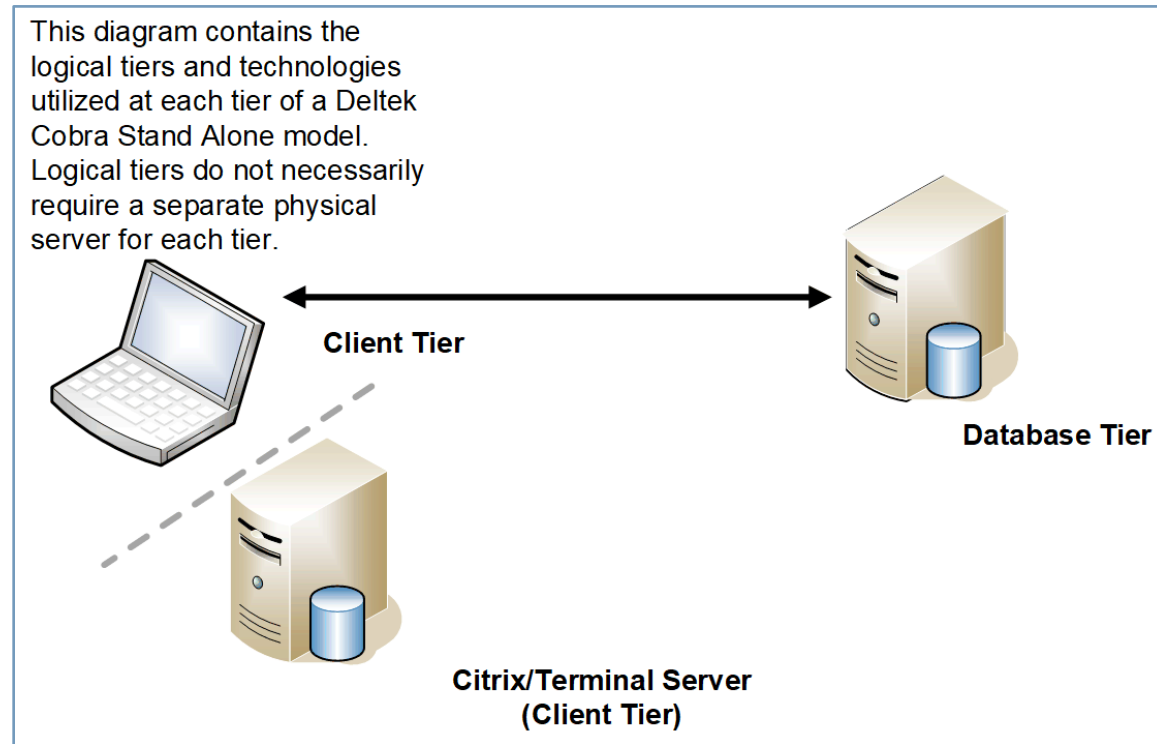 This diagram contains the
logical tiers and technologies
utilized at each tier of a Deltek
Cobra Stand Alone model.
Logical tiers do not necessarily
require a separate physical
server for each tier.
Client Tier
Database Tier
Citrix/Terminal Server
(Client Tier)